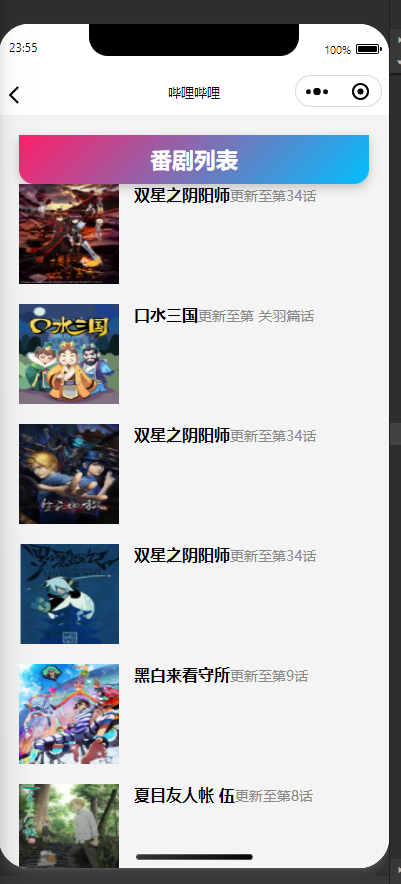 23:55
100%
哔哩哔哩
番剧列表
双星之阴阳师更新至第34话
口水三国更新至第 关羽篇话
口水三国
双星之阴阳师更新至第34话
双星之阴阳师更新至第34话
黑白来看守所更新至第9话
夏目友人帐 伍更新至第8话